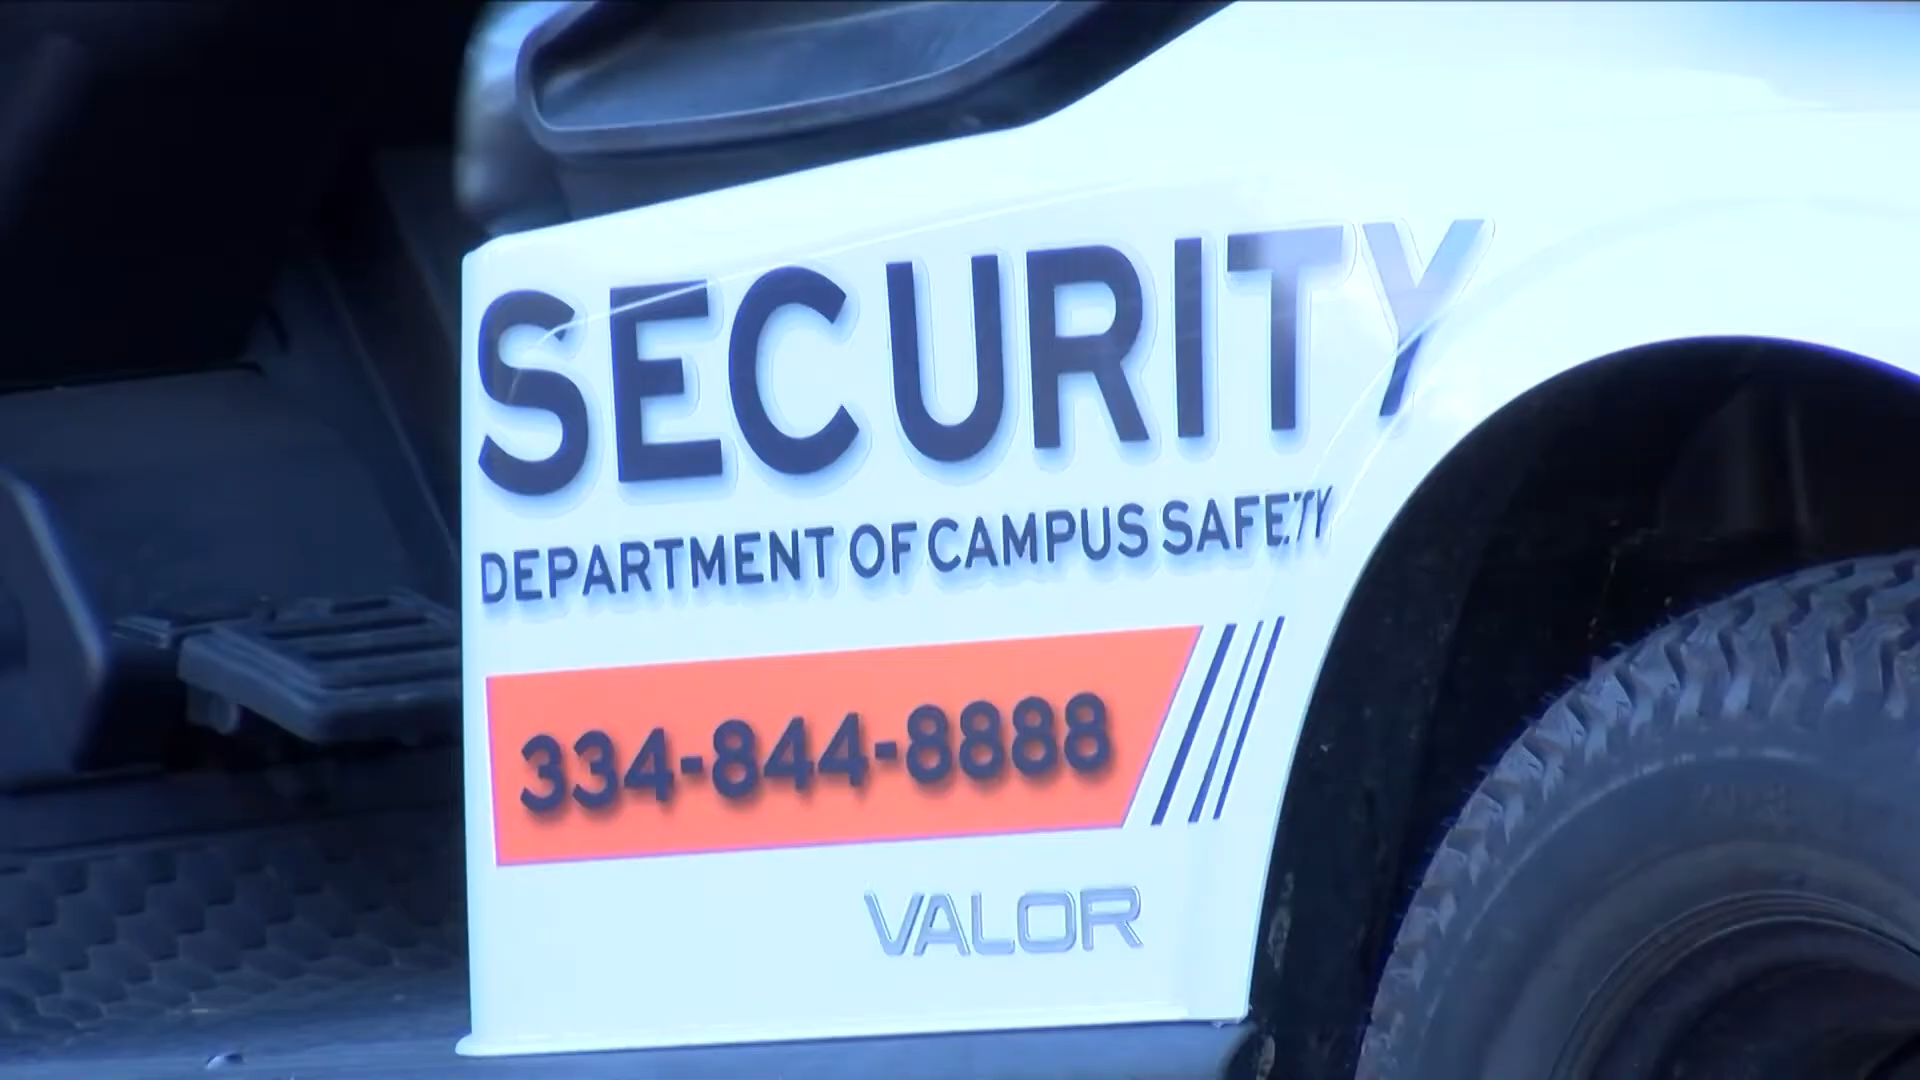 SECURITY
DEPARTMENT OF CAMPUS SAFETY
334-844-8888
VALOR